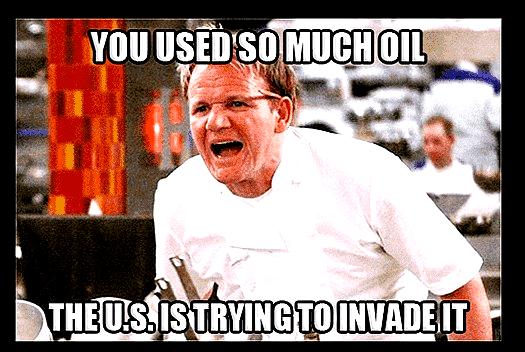 YOU USED SO MUCH OIL
THE U.S. IS TRYING TO INVADE IT